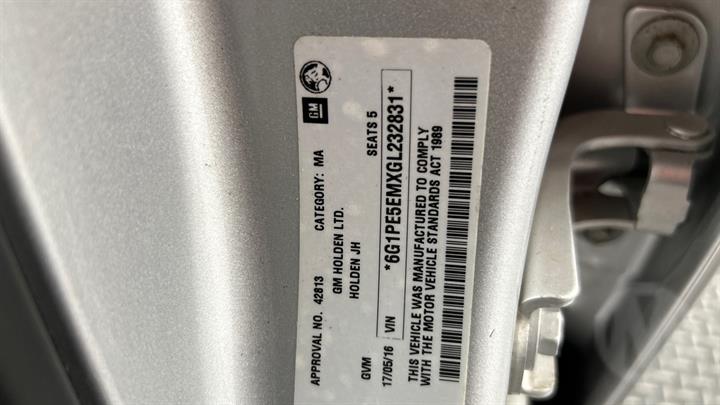 GM
APPROVAL NO. 42813 CATEGORY: MA
GM HOLDEN LTD.
HOLDEN JH
GVM SEATS 5
17/05/16 VIN *6G1PE5EMXGL232831*
THIS VEHICLE WAS MANUFACTURED TO COMPLY
WITH THE MOTOR VEHICLE STANDARDS ACT 1989